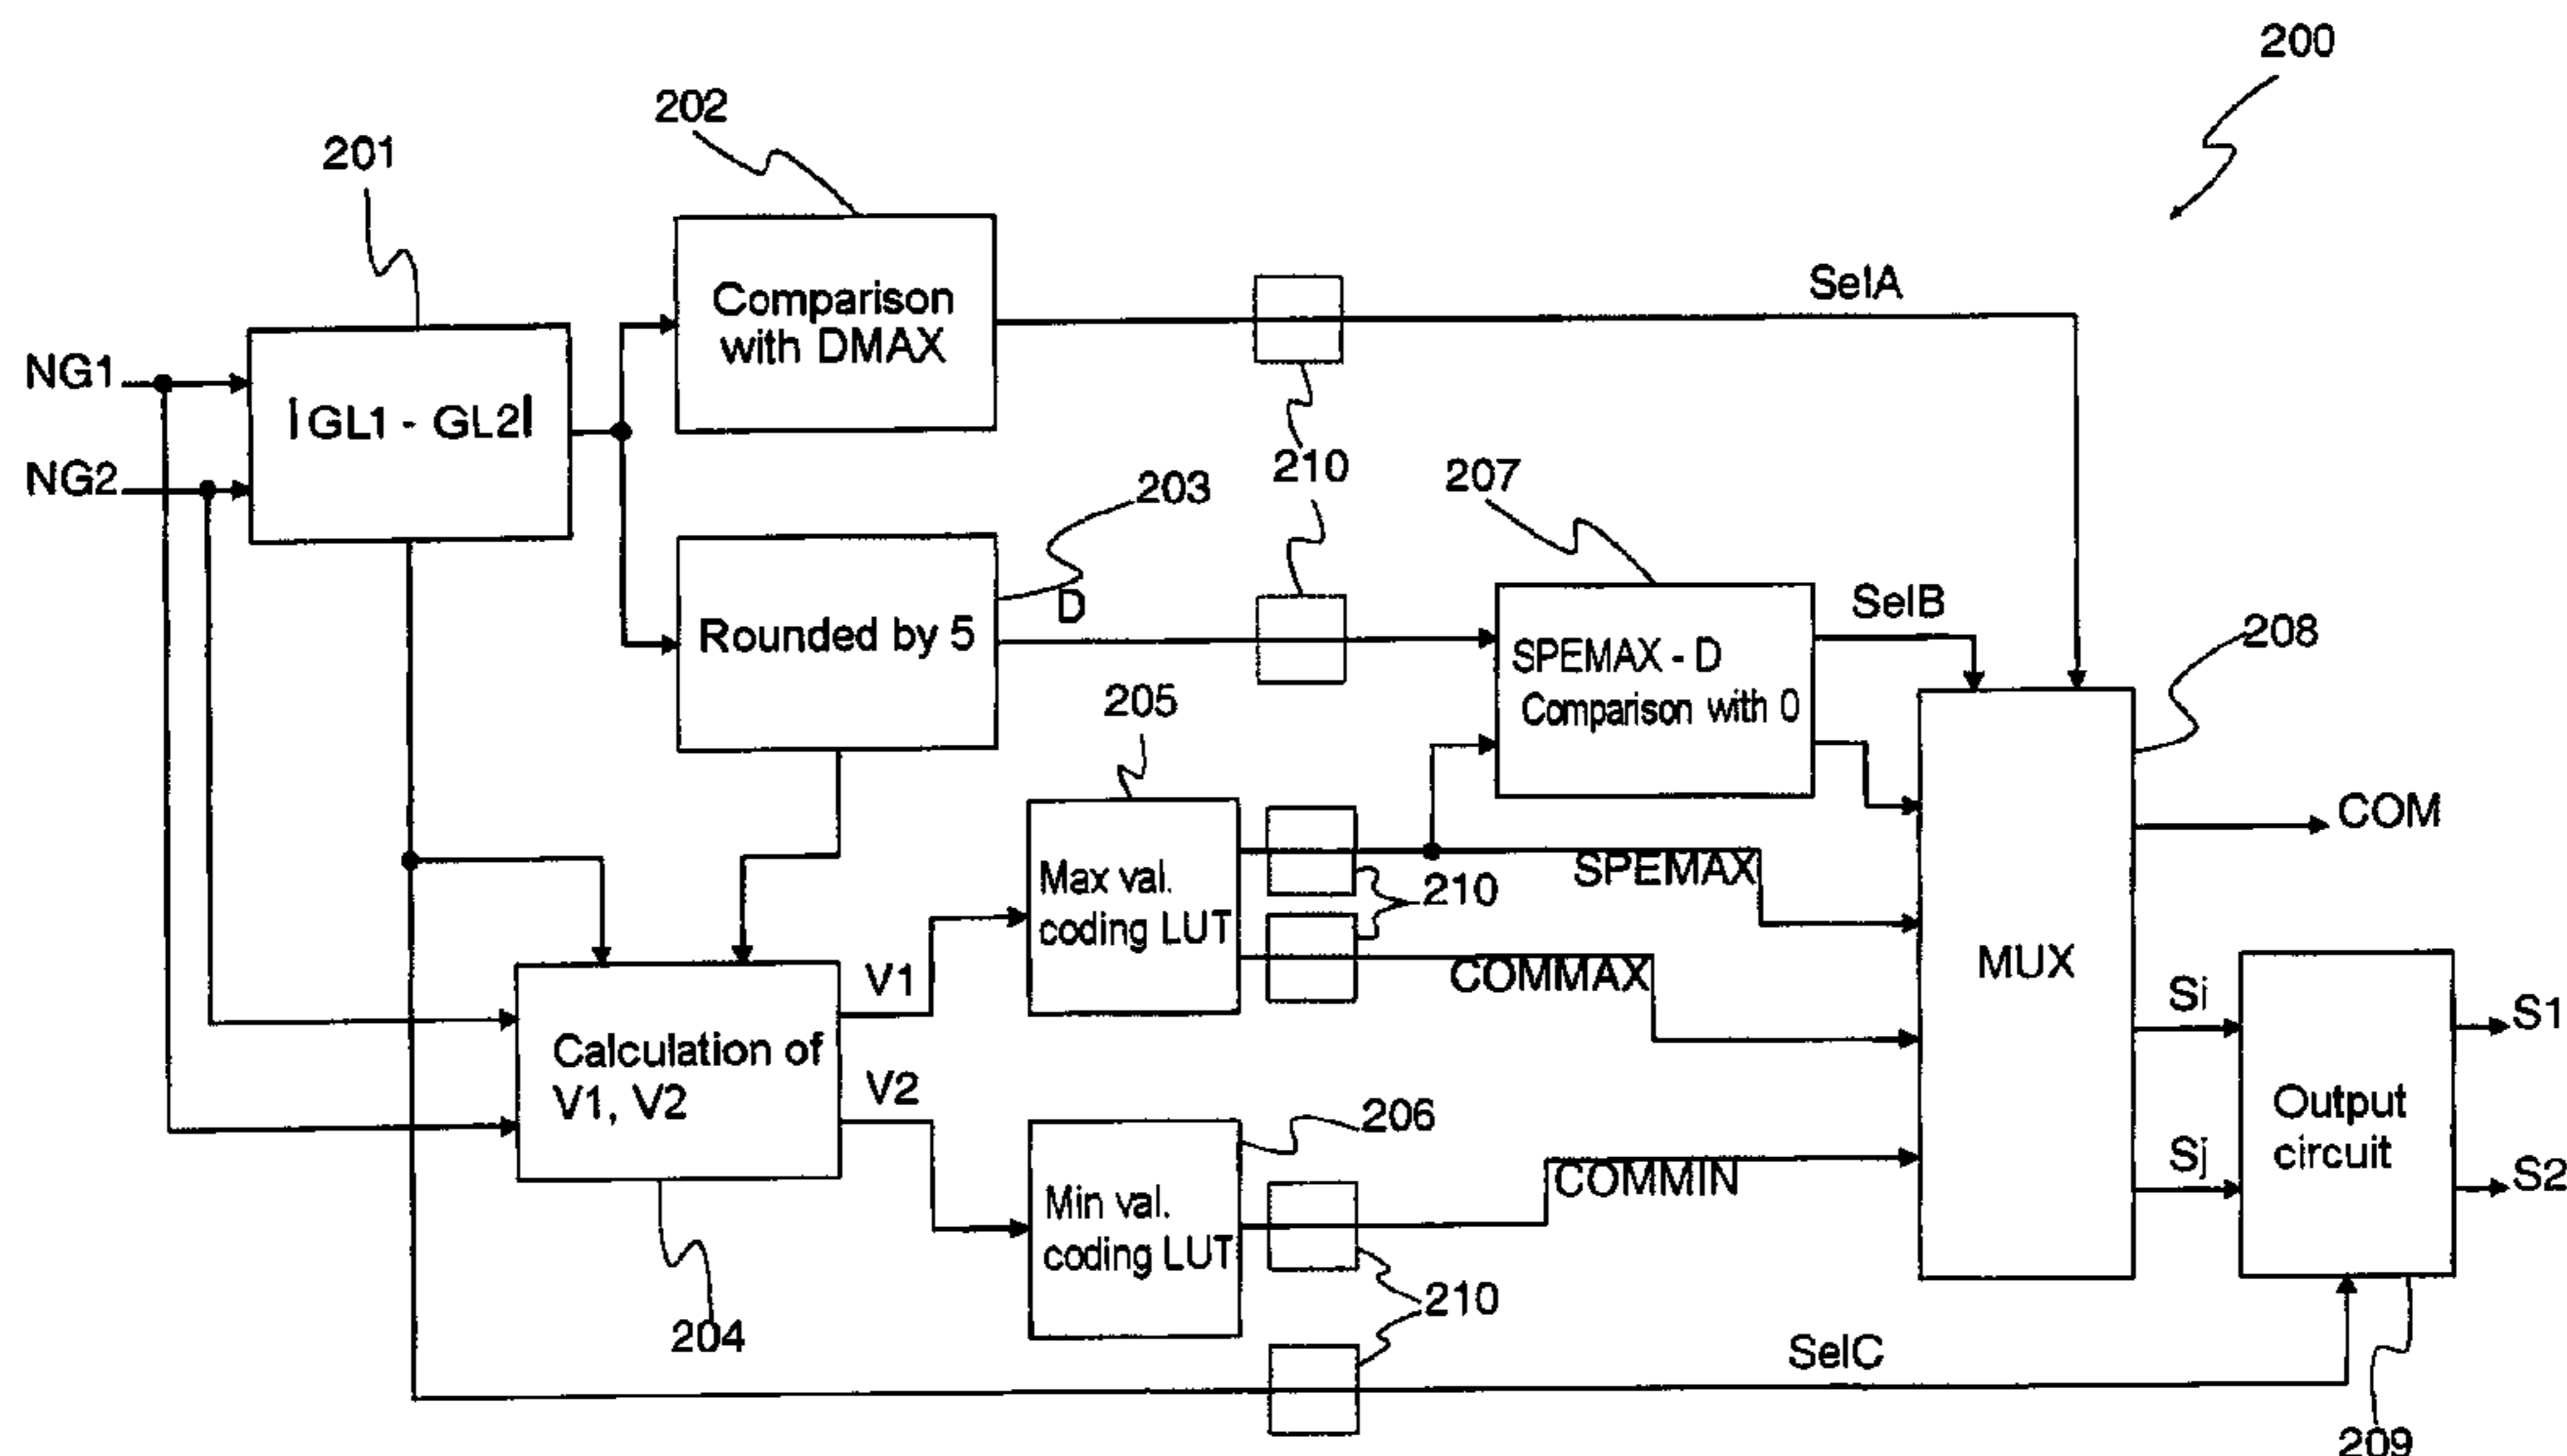 200
202
201
Comparison
with DMAX
SelA
NG1
|GL1 - GL2|
NG2
210
207
203
D
Rounded by 5
SelB
SPEMAX - D
Comparison with 0
208
205
COM
Max val.
coding LUT
SPEMAX
210
MUX
COMMAX
V1
Si
S1
Calculation of
V1, V2
V2
Output
circuit
206
Sj
S2
COMMIN
Min val.
coding LUT
210
204
SelC
209